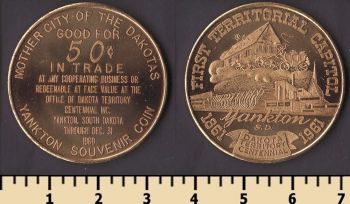 MOTHER CITY OF THE DAKOTAS
GOOD FOR
50¢
IN TRADE
AT ANY COOPERATING BUSINESS OR
REDEEMABLE AT FACE VALUE AT THE
OFFICE OF DAKOTA TERRITORY
CENTENNIAL INC.
YANKTON, SOUTH DAKOTA
THROUGH DEC. 31
YANKTON SOUVENIR COIN
FIRST TERRITORIAL CAPITOL
1861 1961
Yankton
S.D.
DAKOTA
TERRITORY
CENTENNIAL
1 2 3 4 5 6 7